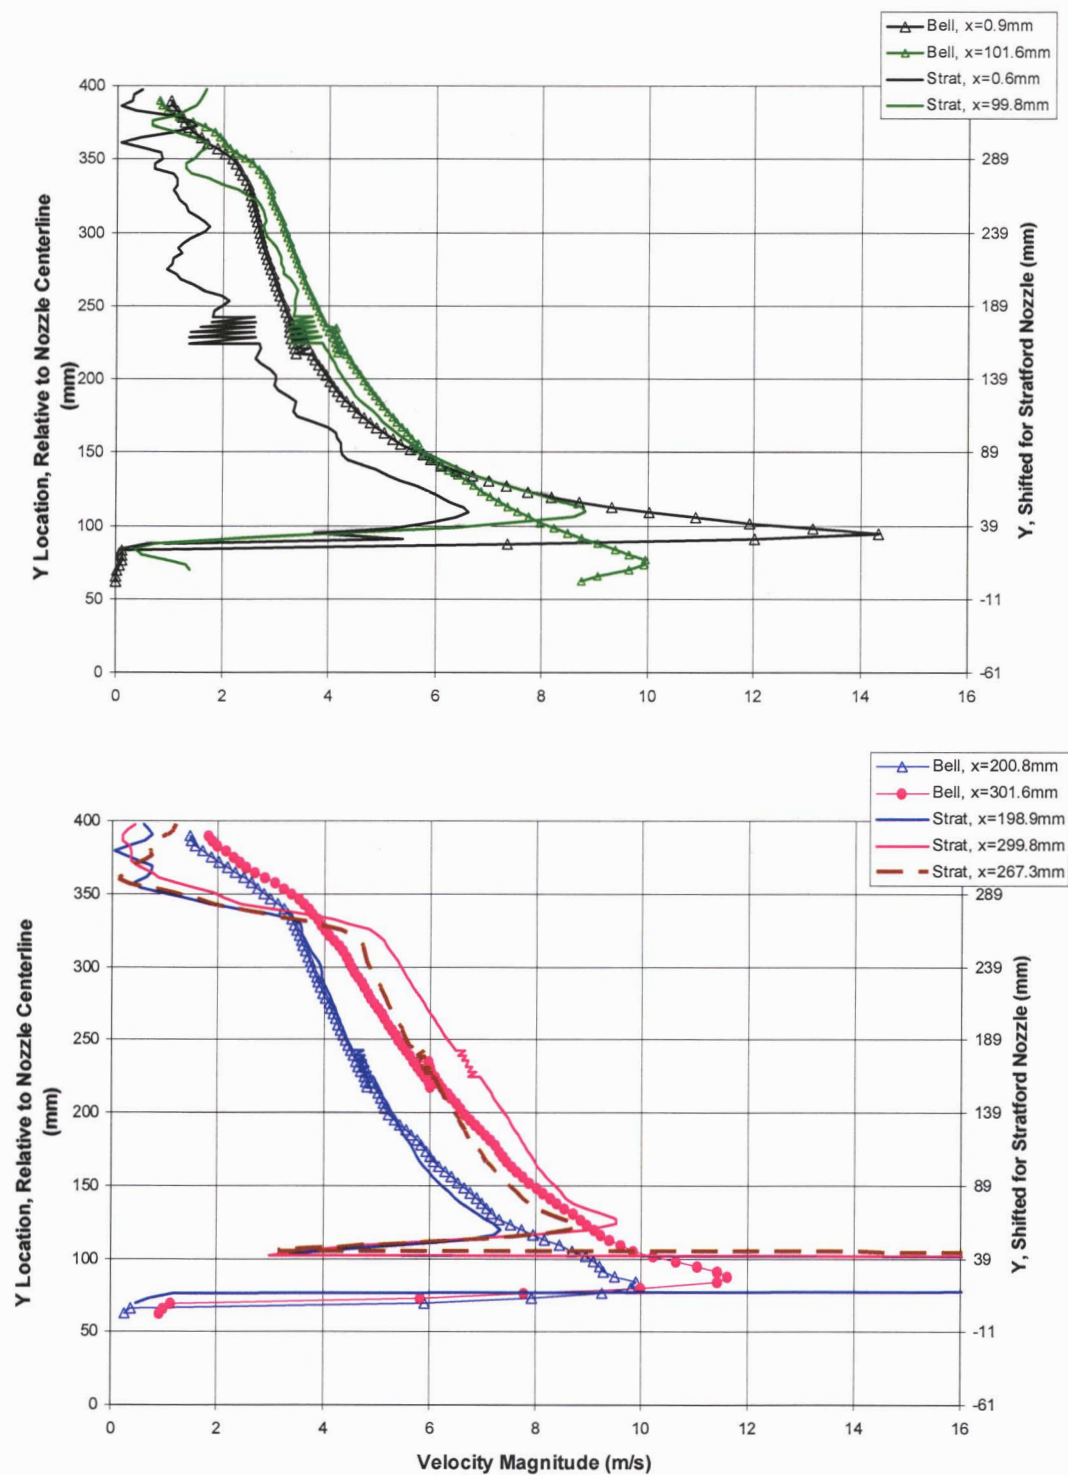 Bell, x=0.9mm
Bell, x=101.6mm
Strat, x=0.6mm
Strat, x=99.8mm
Y Location, Relative to Nozzle Centerline
(mm)
400
350
300
250
200
150
100
50
0
0 2 4 6 8 10 12 14 16
289
239
189
139
89
39
-11
-61
Y, Shifted for Stratford Nozzle (mm)
Bell, x=200.8mm
Bell, x=301.6mm
Strat, x=198.9mm
Strat, x=299.8mm
Strat, x=267.3mm
Y Location, Relative to Nozzle Centerline
(mm)
400
350
300
250
200
150
100
50
0
0 2 4 6 8 10 12 14 16
289
239
189
139
89
39
-11
-61
Y, Shifted for Stratford Nozzle (mm)
Velocity Magnitude (m/s)